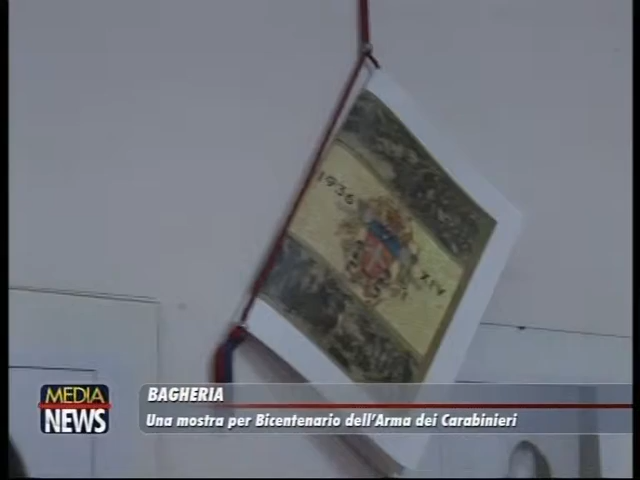 1936
XIV
MEDIA
NEWS
BAGHERIA
Una mostra per Bicentenario dell'Arma dei Carabinieri